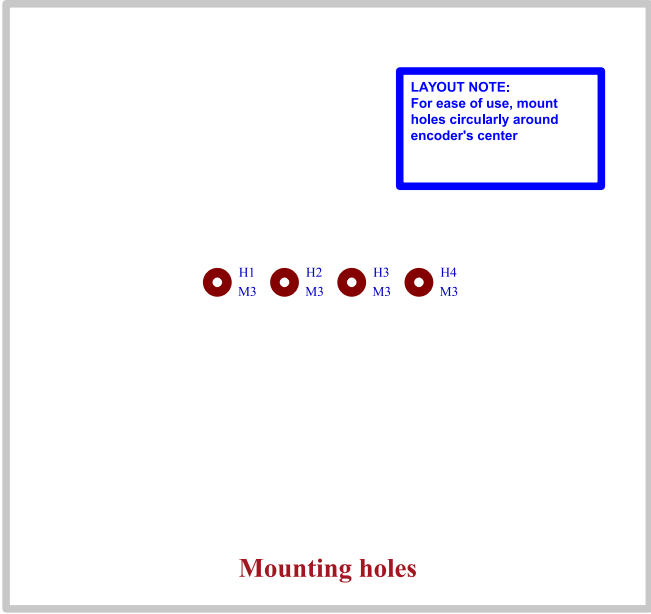 LAYOUT NOTE:
For ease of use, mount
holes circularly around
encoder's center
H1 H2 H3 H4
M3 M3 M3 M3
Mounting holes